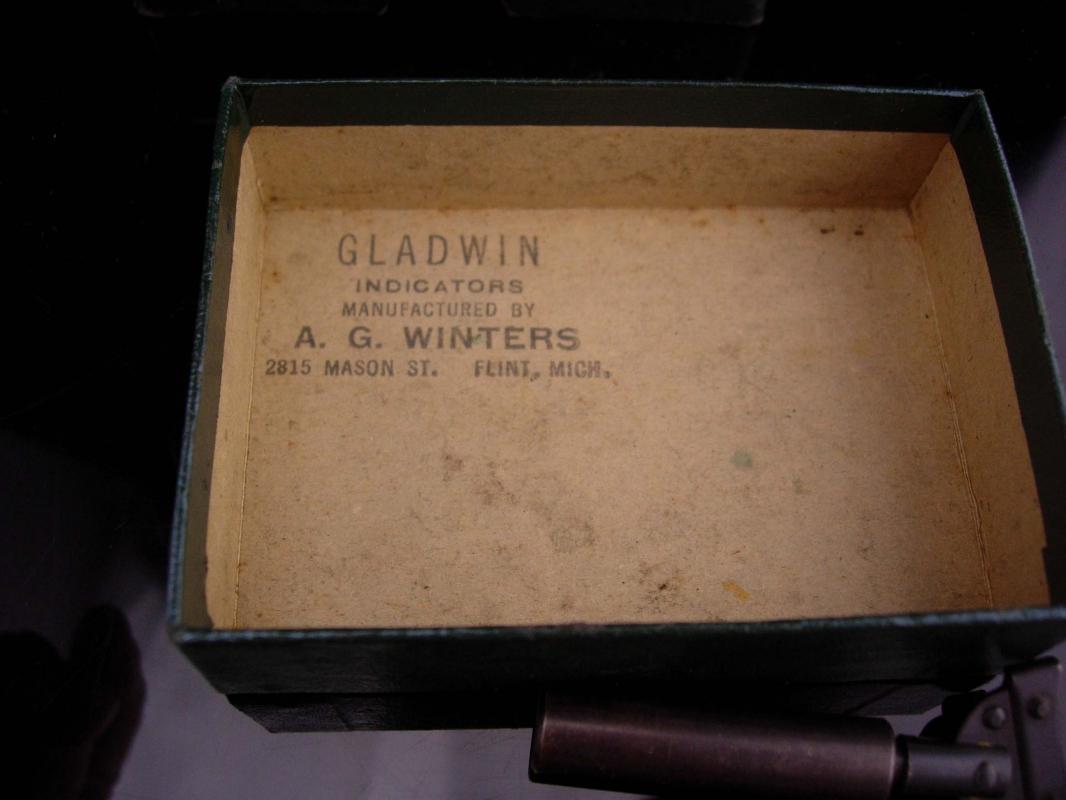 GLADWIN
INDICATORS
MANUFACTURED BY
A. G. WINTERS
2815 MASON ST. FLINT, MICH.